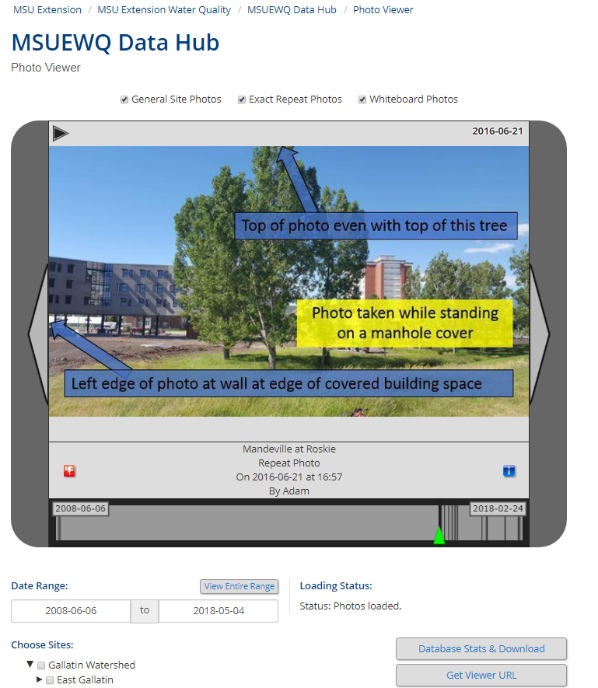 MSU Extension / MSU Extension Water Quality / MSUEWQ Data Hub / Photo Viewer
MSUEWQ Data Hub
Photo Viewer
General Site Photos Exact Repeat Photos Whiteboard Photos
2016-06-21
Top of photo even with top of this tree
Photo taken while standing
on a manhole cover
Left edge of photo at wall at edge of covered building space
Mandeville at Roskie
Repeat Photo
On 2016-06-21 at 16:57
By Adam
2008-06-06 2018-02-24
Date Range: View Entire Range Loading Status:
2008-06-06 to 2018-05-04 Status: Photos loaded.
Choose Sites: Database Stats & Download
Gallatin Watershed
East Gallatin Get Viewer URL